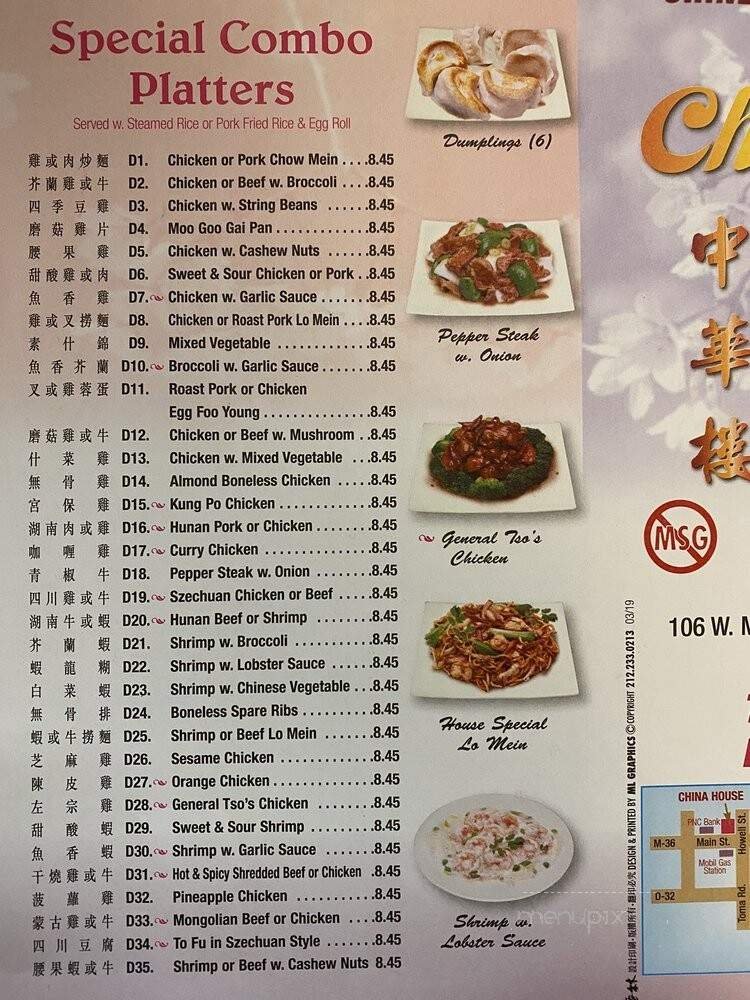 Special Combo
Platters
Served w. Steamed Rice or Pork Fried Rice & Egg Roll
雞或肉炒麵 D1. Chicken or Pork Chow Mein ....8.45
芥蘭雞或牛 D2. Chicken or Beef w. Broccoli ....8.45
四季豆雞 D3. Chicken w. String Beans ......8.45
磨菇雞片 D4. Moo Goo Gai Pan ............8.45
腰果雞 D5. Chicken w. Cashew Nuts ......8.45
甜酸雞或肉 D6. Sweet & Sour Chicken or Pork ..8.45
魚香雞 D7. Chicken w. Garlic Sauce .......8.45
雞或叉撈麵 D8. Chicken or Roast Pork Lo Mein ....8.45
素什錦 D9. Mixed Vegetable .............8.45
魚香芥蘭 D10. Broccoli w. Garlic Sauce .......8.45
叉或雞蓉蛋 D11. Roast Pork or Chicken
Egg Foo Young ..............8.45
磨菇雞或牛 D12. Chicken or Beef w. Mushroom ..8.45
什菜雞 D13. Chicken w. Mixed Vegetable ...8.45
無骨雞 D14. Almond Boneless Chicken .....8.45
宮保雞 D15. Kung Po Chicken .............8.45
湖南肉或雞 D16. Hunan Pork or Chicken ........8.45
咖喱雞 D17. Curry Chicken ...............8.45
青椒牛 D18. Pepper Steak w. Onion ........8.45
四川雞或牛 D19. Szechuan Chicken or Beef .....8.45
湖南牛或蝦 D20. Hunan Beef or Shrimp ........8.45
芥蘭蝦 D21. Shrimp w. Broccoli ...........8.45
蝦龍糊 D22. Shrimp w. Lobster Sauce ......8.45
白菜蝦 D23. Shrimp w. Chinese Vegetable ...8.45
無骨排 D24. Boneless Spare Ribs ..........8.45
蝦或牛撈麵 D25. Shrimp or Beef Lo Mein .......8.45
芝麻雞 D26. Sesame Chicken .............8.45
陳皮雞 D27. Orange Chicken ..............8.45
左宗雞 D28. General Tso's Chicken ........8.45
甜酸蝦 D29. Sweet & Sour Shrimp .........8.45
魚香蝦 D30. Shrimp w. Garlic Sauce ........8.45
干燒雞或牛 D31. Hot & Spicy Shredded Beef or Chicken .8.45
菠蘿雞 D32. Pineapple Chicken ...........8.45
蒙古雞或牛 D33. Mongolian Beef or Chicken ....8.45
四川豆腐 D34. To Fu in Szechuan Style .......8.45
腰果蝦或牛 D35. Shrimp or Beef w. Cashew Nuts 8.45
Dumplings (6)
Pepper Steak
w. Onion
General Tso's
Chicken
House Special
Lo Mein
Shrimp w.
Lobster Sauce
menupix
設計印刷·版權所有·翻印必究 DESIGN & PRINTED BY ML GRAPHICS © COPYRIGHT 212.233.0213 03/19
Ch
中華樓
MSG
106 W. M
CHINA HOUSE
PNC Bank
M-36
Main St.
Howell St.
Mobil Gas
Station
D-32
Toma Rd.